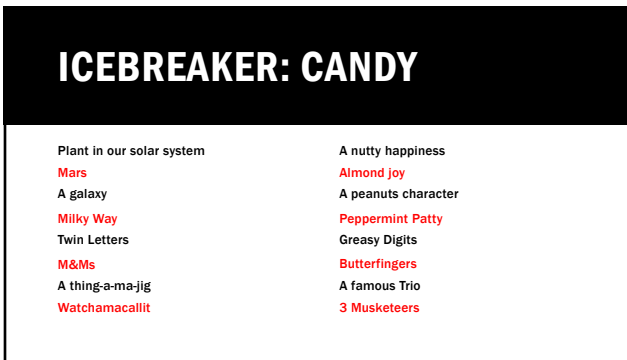 ICEBREAKER: CANDY
Plant in our solar system
Mars
A galaxy
Milky Way
Twin Letters
M&Ms
A thing-a-ma-jig
Watchamacallit
A nutty happiness
Almond joy
A peanuts character
Peppermint Patty
Greasy Digits
Butterfingers
A famous Trio
3 Musketeers